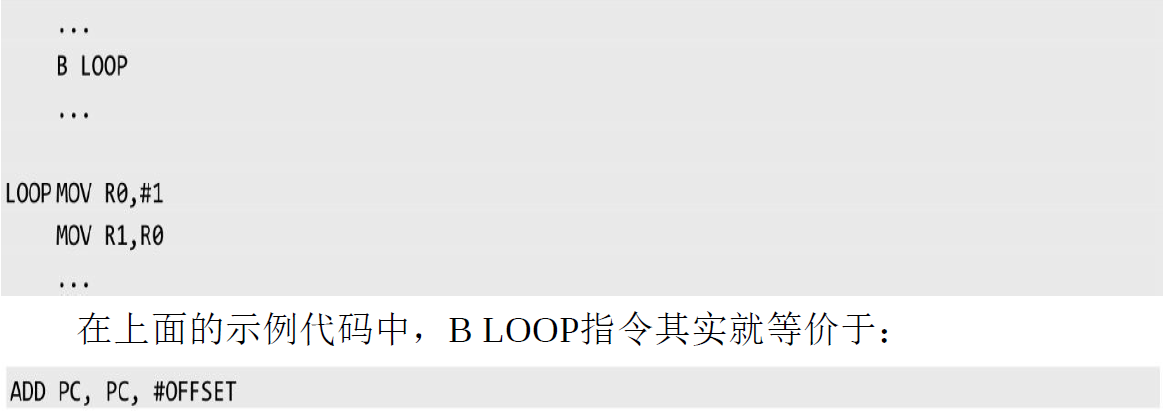 ...
B LOOP
...
LOOP MOV R0,#1
MOV R1,R0
...
在上面的示例代码中，B LOOP指令其实就等价于：
ADD PC, PC, #OFFSET